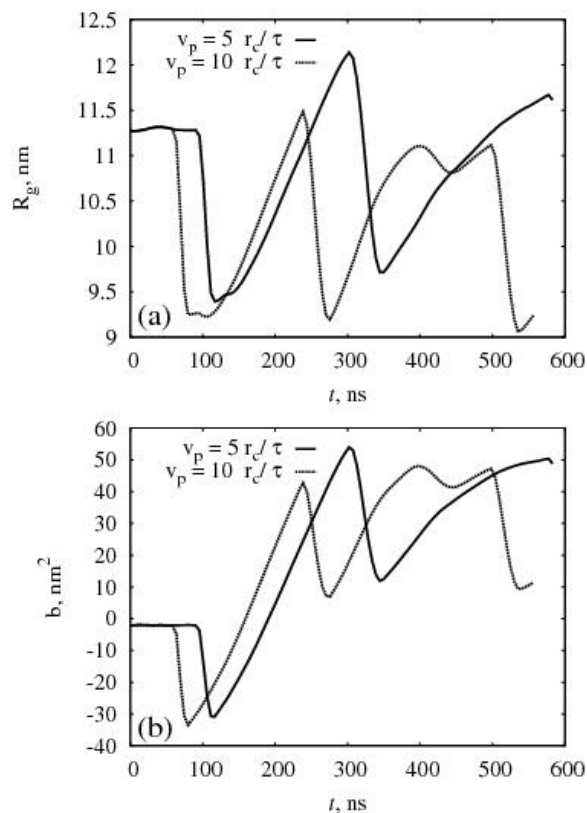 v_p = 5 r_c/ τ
v_p = 10 r_c/ τ
12.5
12
11.5
11
10.5
10
9.5
9
R_g, nm
(a)
0 100 200 300 400 500 600
t, ns
v_p = 5 r_c/ τ
v_p = 10 r_c/ τ
60
50
40
30
20
10
0
-10
-20
-30
-40
b, nm²
(b)
0 100 200 300 400 500 600
t, ns